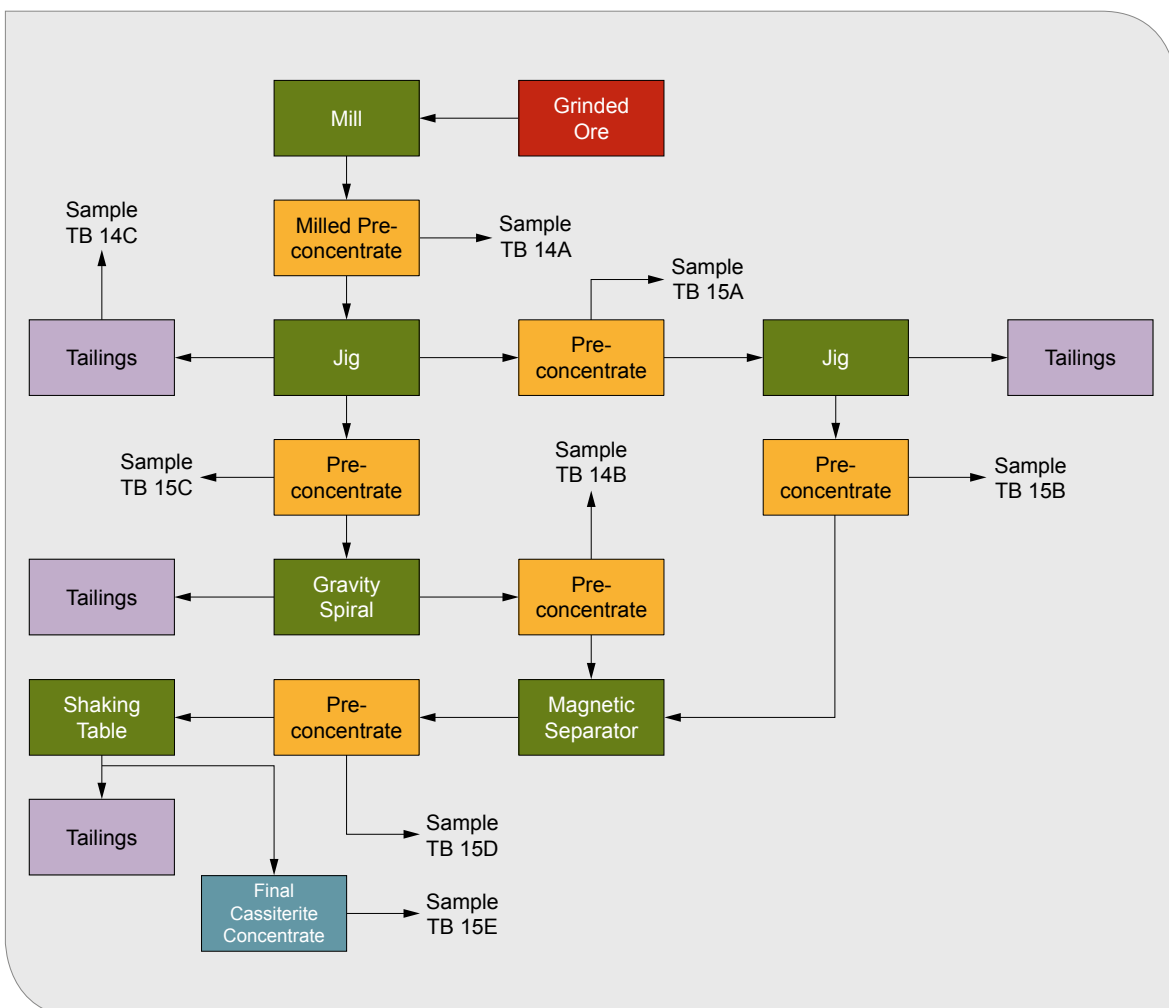 Mill
Grinded
Ore
Sample
TB 14C
Milled Pre-
concentrate
Sample
TB 14A
Sample
TB 15A
Tailings
Jig
Pre-
concentrate
Jig
Tailings
Sample
TB 15C
Pre-
concentrate
Sample
TB 14B
Pre-
concentrate
Sample
TB 15B
Tailings
Gravity
Spiral
Pre-
concentrate
Shaking
Table
Pre-
concentrate
Magnetic
Separator
Tailings
Sample
TB 15D
Final
Cassiterite
Concentrate
Sample
TB 15E